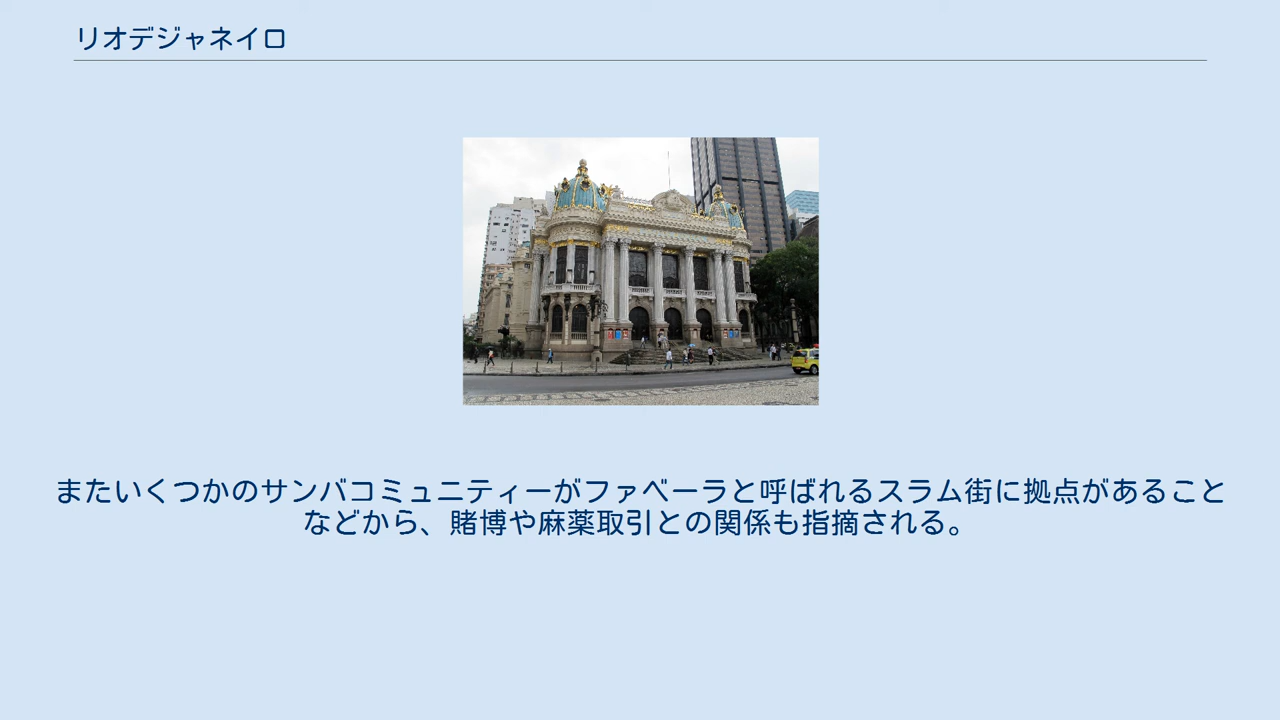 リオデジャネイロ
またいくつかのサンバコミュニティーがファベーラと呼ばれるスラム街に拠点があること
などから、賭博や麻薬取引との関係も指摘される。